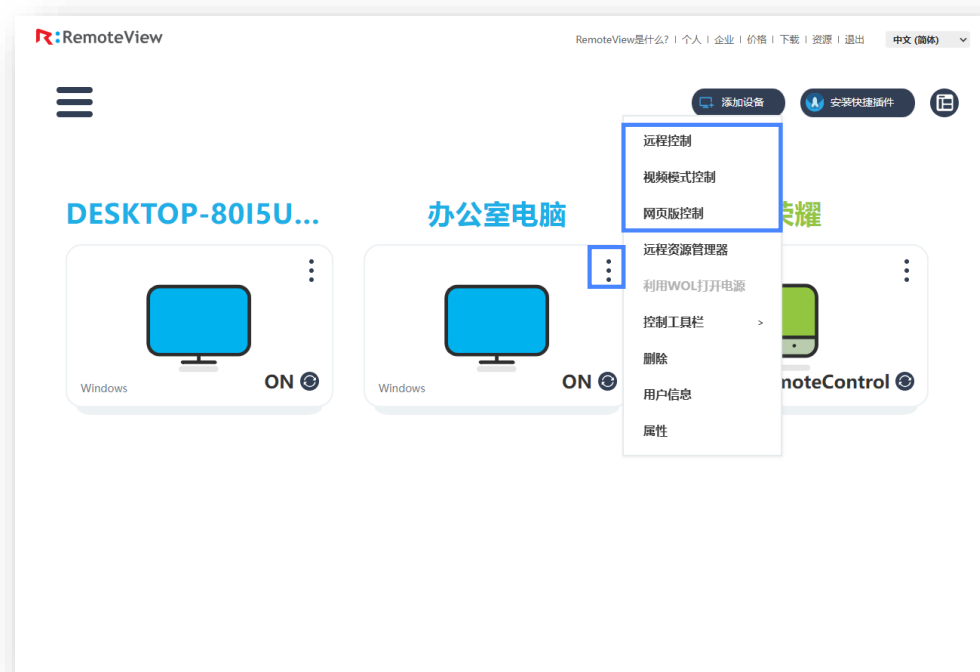 RemoteView
RemoteView是什么? | 个人 | 企业 | 价格 | 下载 | 资源 | 退出
中文 (简体)
添加设备
安装快捷插件
远程控制
视频模式控制
网页版控制
远程资源管理器
利用WOL打开电源
控制工具栏 >
删除
用户信息
属性
DESKTOP-80I5U...
Windows
ON
办公室电脑
Windows
ON
荣耀
moteControl